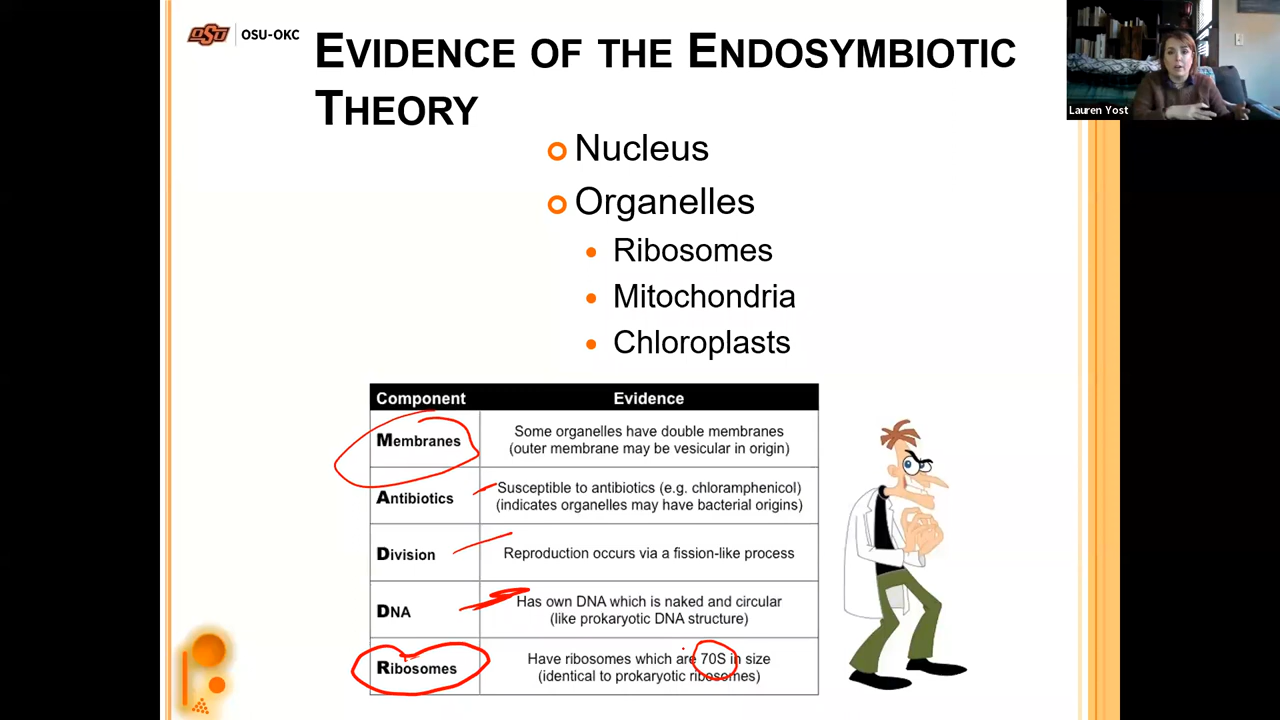 OSU OSU-OKC
EVIDENCE OF THE ENDOSYMBIOTIC
THEORY
Lauren Yost
Nucleus
Organelles
Ribosomes
Mitochondria
Chloroplasts
Component Evidence
Membranes
Some organelles have double membranes
(outer membrane may be vesicular in origin)
Antibiotics
Susceptible to antibiotics (e.g. chloramphenicol)
(indicates organelles may have bacterial origins)
Division
Reproduction occurs via a fission-like process
DNA
Has own DNA which is naked and circular
(like prokaryotic DNA structure)
Ribosomes
Have ribosomes which are 70S in size
(identical to prokaryotic ribosomes)